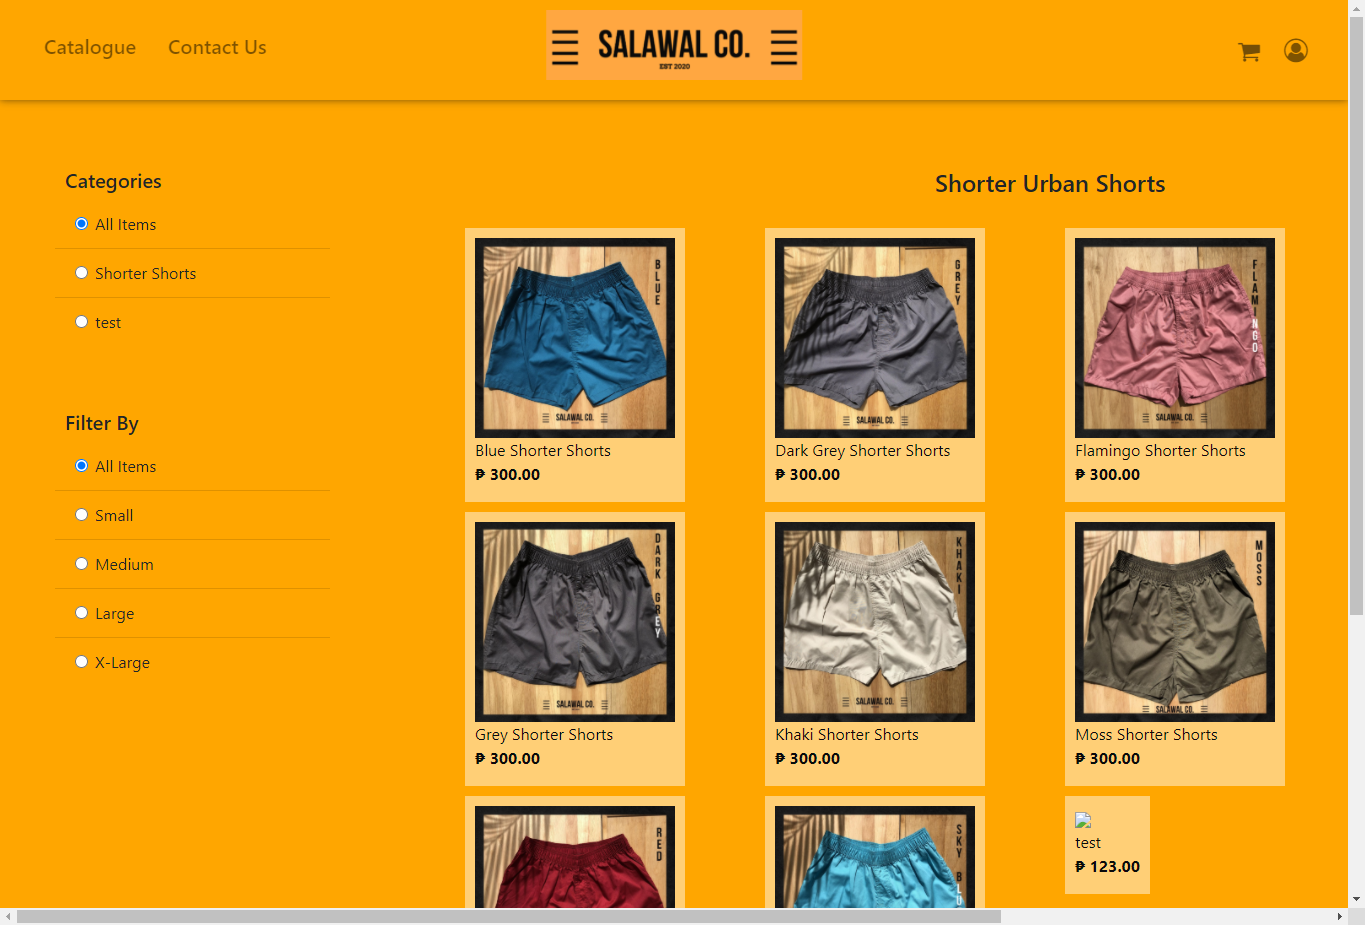 Catalogue Contact Us
SALAWAL CO.
EST 2020
Categories
All Items
Shorter Shorts
test
Filter By
All Items
Small
Medium
Large
X-Large
Shorter Urban Shorts
BLUE
SALAWAL CO.
Blue Shorter Shorts
₱ 300.00
GREY
SALAWAL CO.
Dark Grey Shorter Shorts
₱ 300.00
FLAMINGO
SALAWAL CO.
Flamingo Shorter Shorts
₱ 300.00
DARK GREY
SALAWAL CO.
Grey Shorter Shorts
₱ 300.00
KHAKI
SALAWAL CO.
Khaki Shorter Shorts
₱ 300.00
MOSS
SALAWAL CO.
Moss Shorter Shorts
₱ 300.00
RED
SKY BLU
test
₱ 123.00